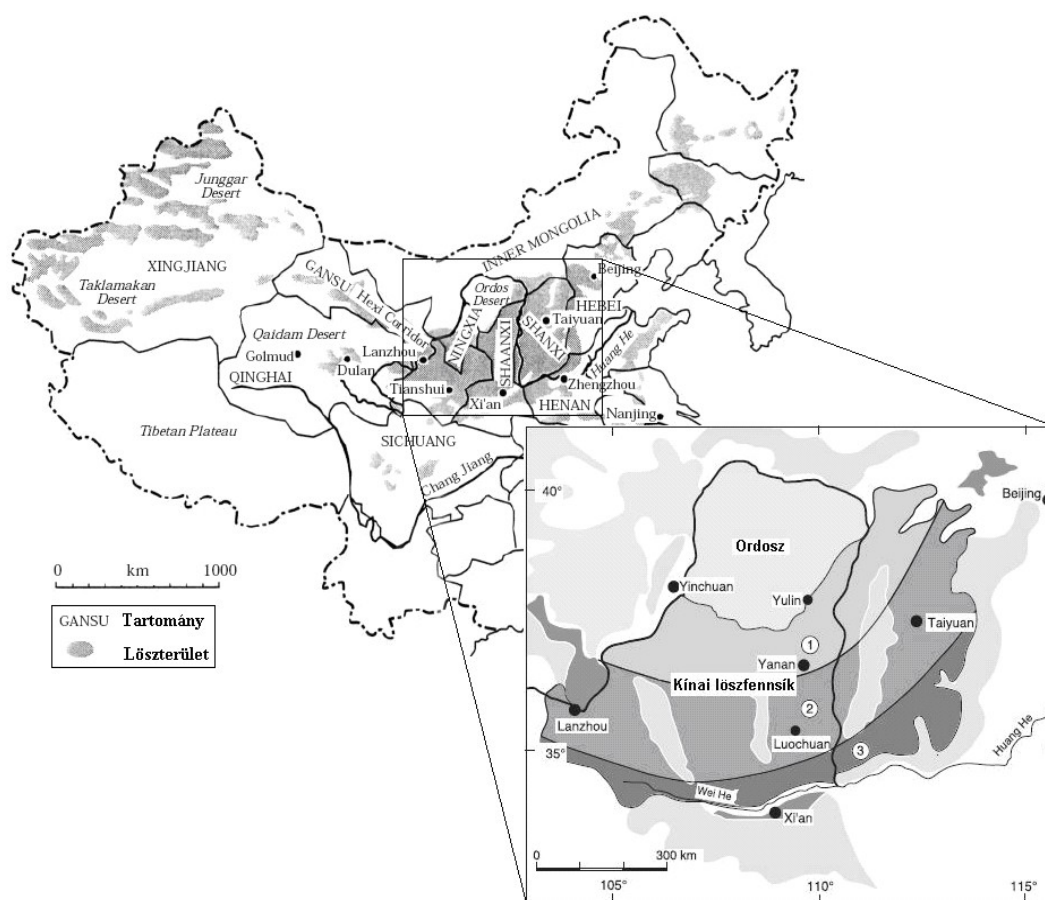 Junggar
Desert
XINGJIANG
Taklamakan
Desert
INNER MONGOLIA
GANSU
Hexi Corridor
Ordos
Desert
Beijing
HEBEI
NINGXIA
SHAANXI
SHANXI
Taiyuan
Qaidam Desert
Golmud
Lanzhou
Dulan
QINGHAI
Tianshui
Xi'an
Huang He
Zhengzhou
HENAN
Nanjing
Tibetan Plateau
SICHUANG
Chang Jiang
0 km 1000
GANSU Tartomány
Löszterület
40°
Beijing
Ordosz
Yinchuan
Yulin
Taiyuan
1
Yanan
Kínai löszfennsík
2
Lanzhou
Luochuan
35°
3
Huang He
Wei He
Xi'an
0 300 km
105° 110° 115°